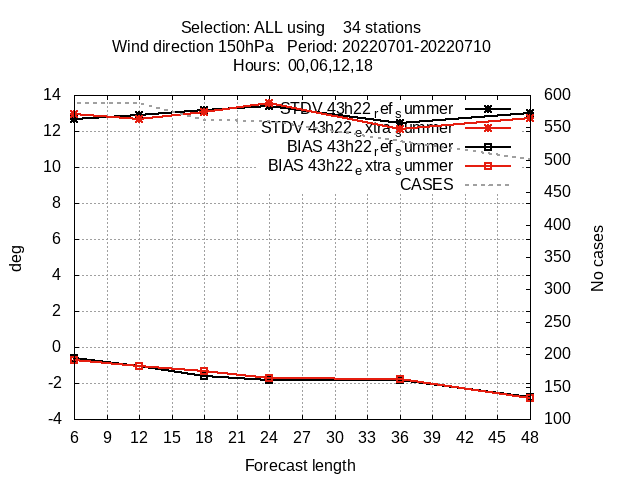 Selection: ALL using    34 stations
Wind direction 150hPa   Period: 20220701-20220710
Hours:  00,06,12,18
14
12
10
8
6
4
2
0
-2
-4
deg
STDV 43h22_ref_summer
STDV 43h22_extra_summer
BIAS 43h22_ref_summer
BIAS 43h22_extra_summer
CASES
600
550
500
450
400
350
300
250
200
150
100
No cases
6 9 12 15 18 21 24 27 30 33 36 39 42 45 48
Forecast length